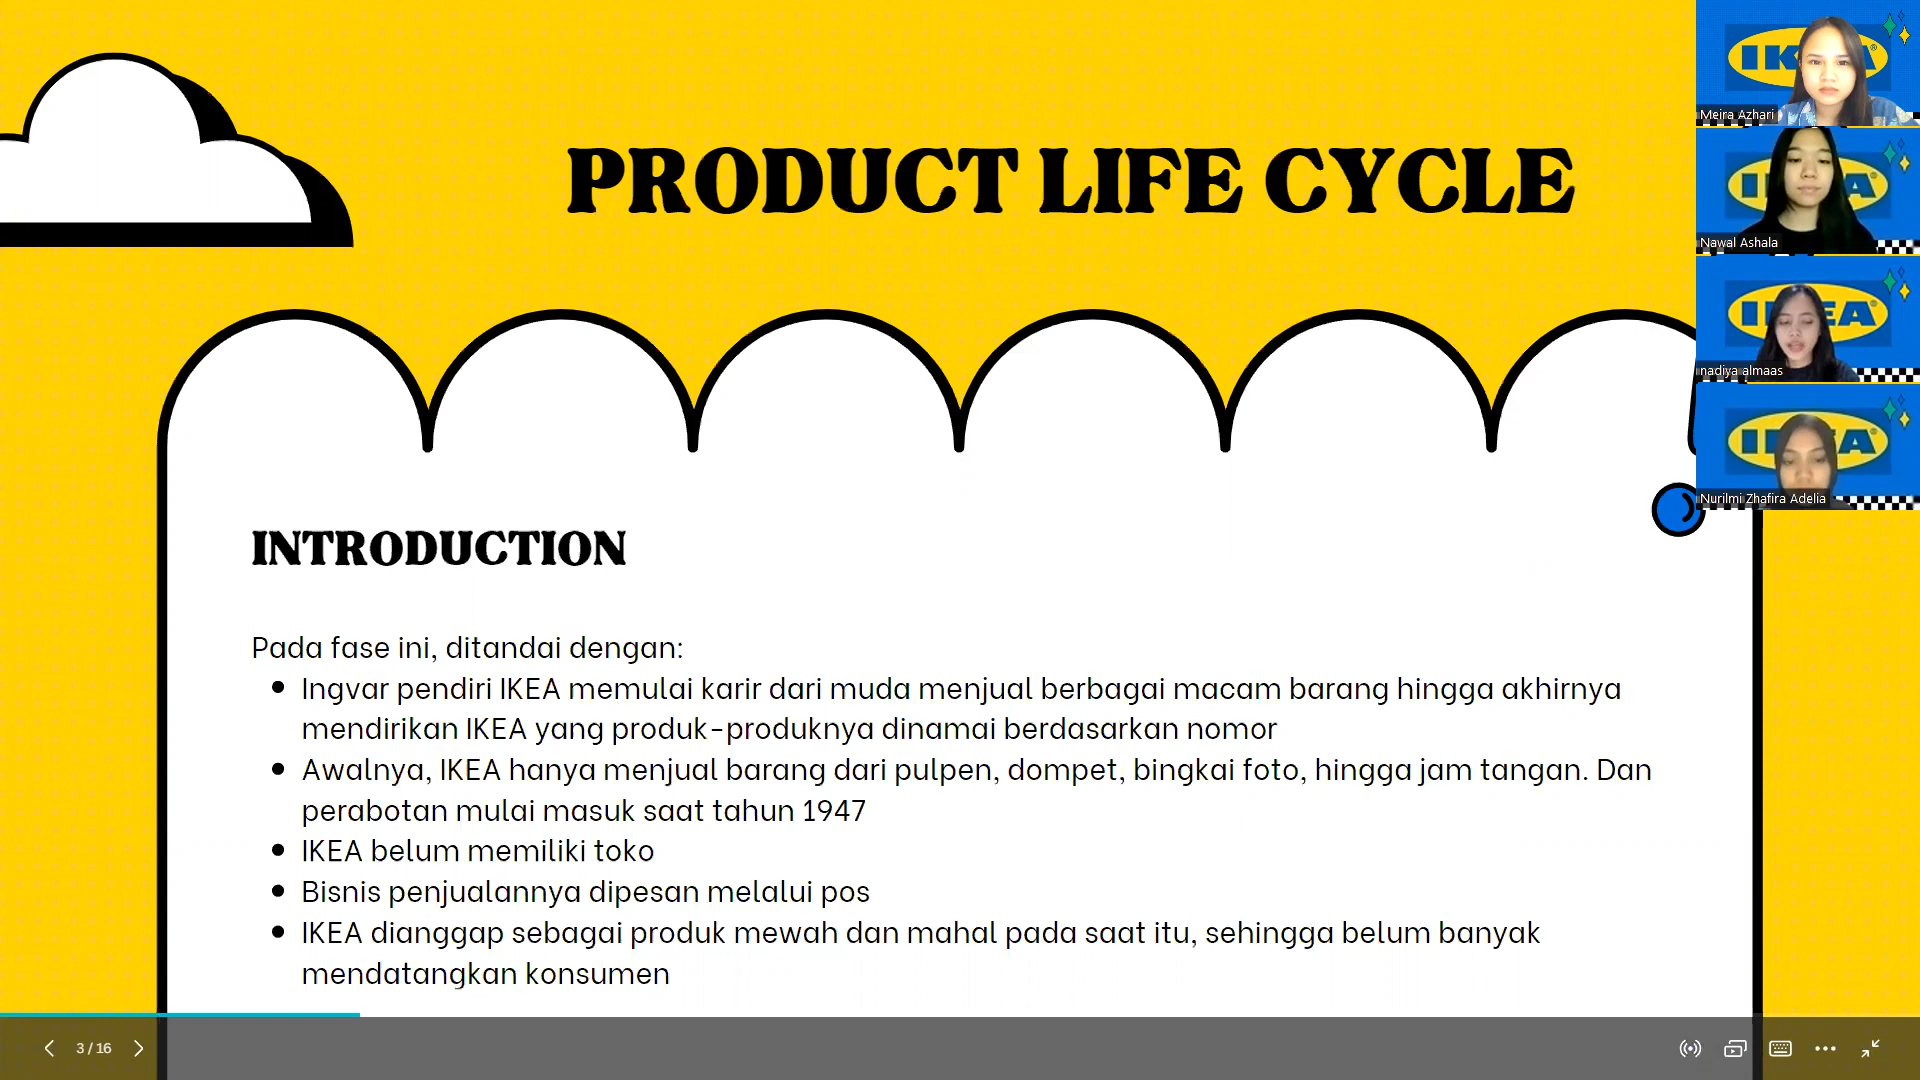 PRODUCT LIFE CYCLE
INTRODUCTION
Pada fase ini, ditandai dengan:
Ingvar pendiri IKEA memulai karir dari muda menjual berbagai macam barang hingga akhirnya
mendirikan IKEA yang produk-produknya dinamai berdasarkan nomor
Awalnya, IKEA hanya menjual barang dari pulpen, dompet, bingkai foto, hingga jam tangan. Dan
perabotan mulai masuk saat tahun 1947
IKEA belum memiliki toko
Bisnis penjualannya dipesan melalui pos
IKEA dianggap sebagai produk mewah dan mahal pada saat itu, sehingga belum banyak
mendatangkan konsumen
Meira Azhari
Nawal Ashala
nadiya almaas
Nurilmi Zhafira Adelia
3 / 16